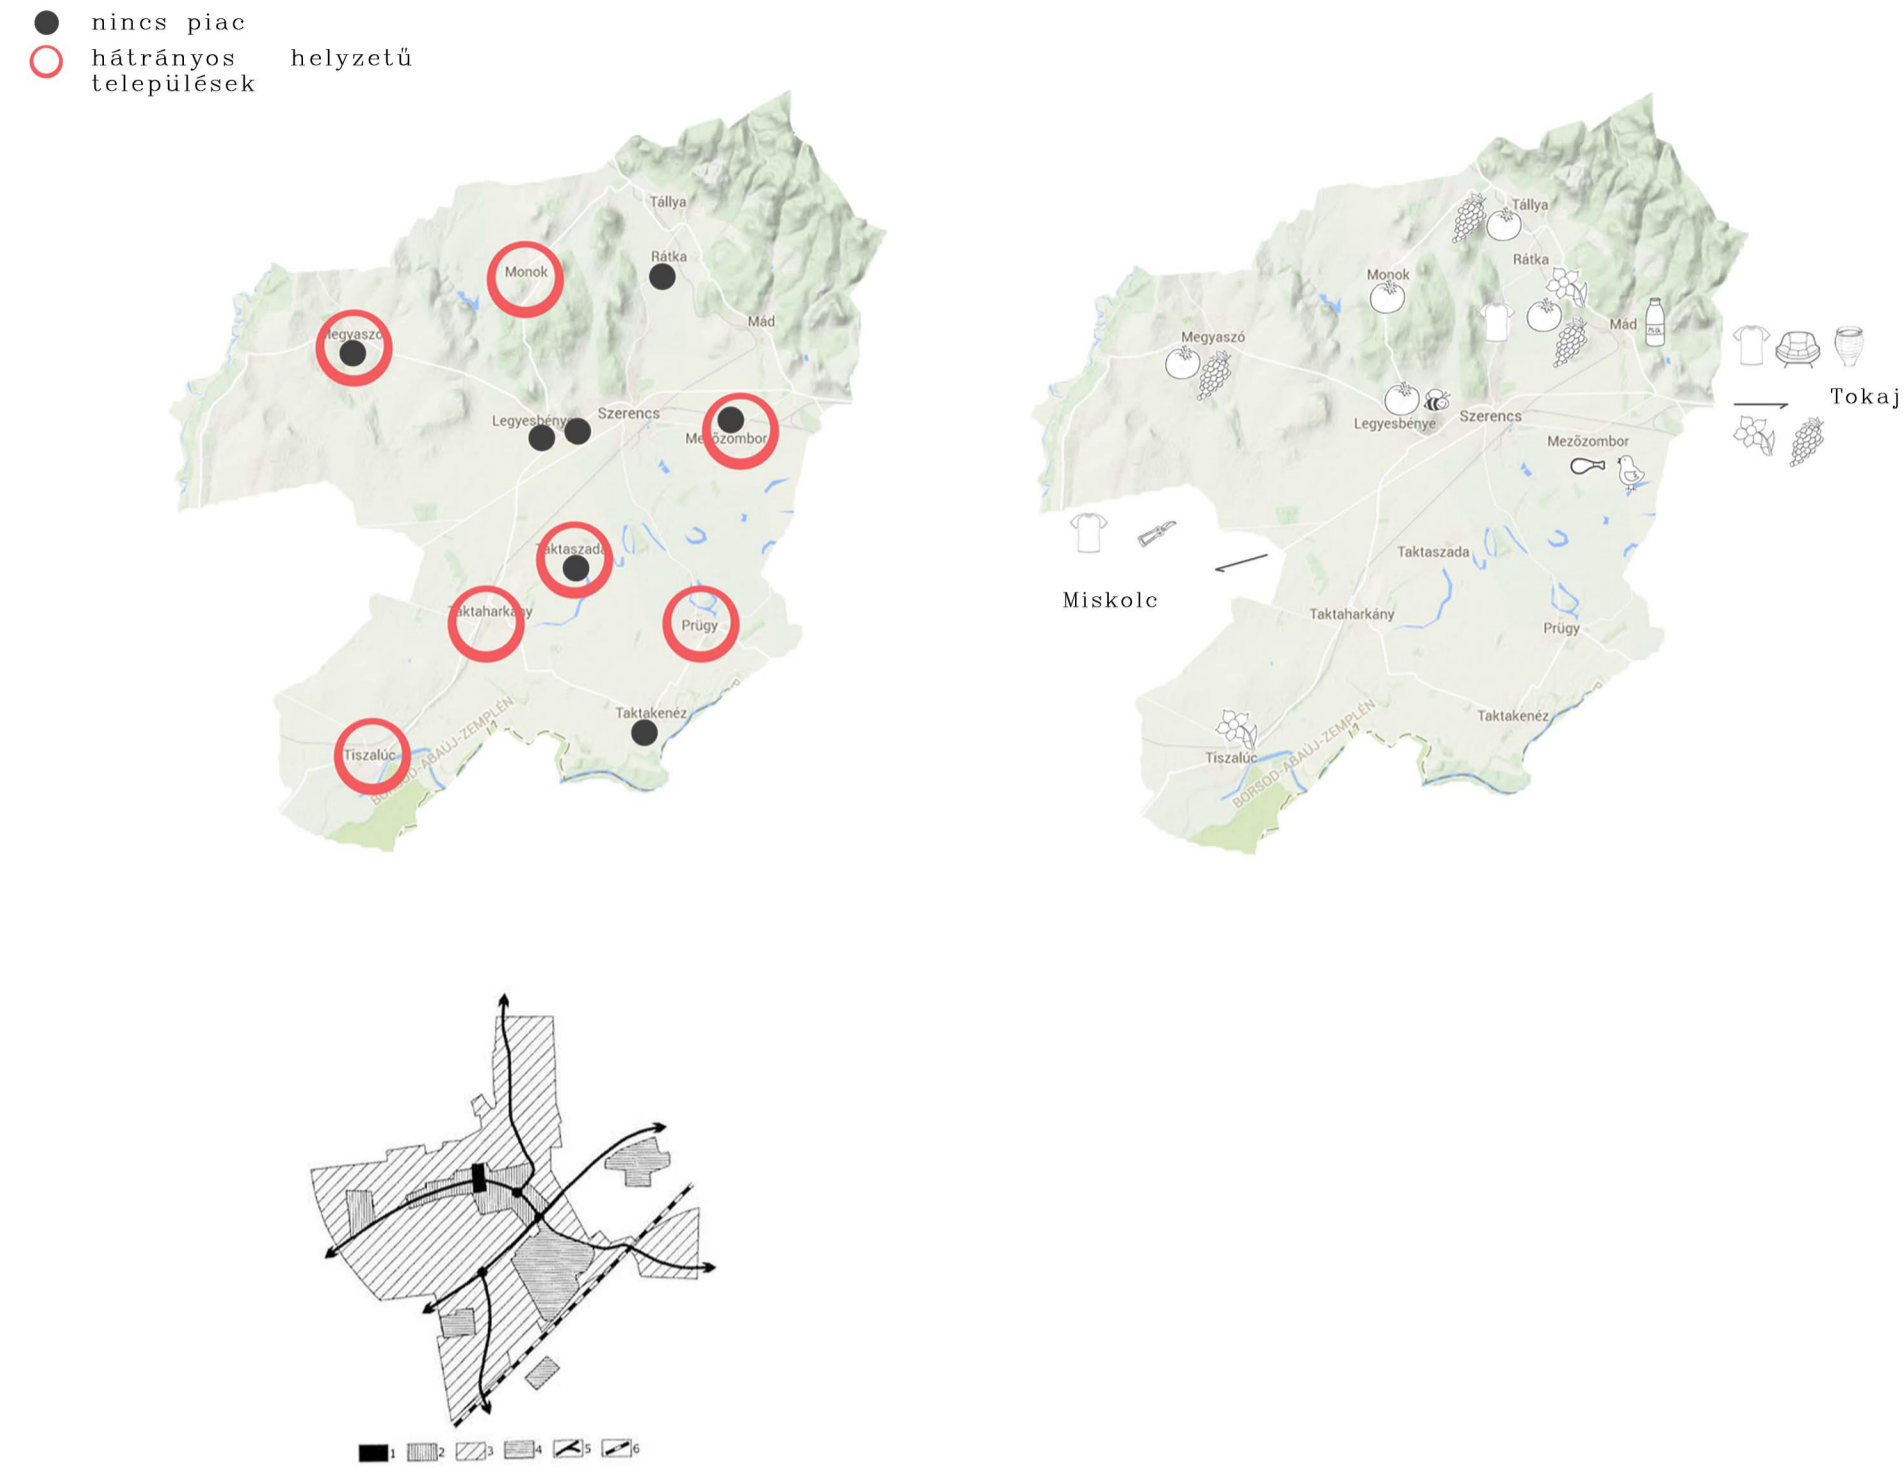 nincs piac
hátrányos helyzetű
települések
Tállya
Rátka
Monok
Mád
Megyaszó
Szerencs
Legyesbénye
Mezőzombor
Taktaszada
Taktaharkány
Prügy
Taktakenéz
Tiszalúc
BORSOD-ABAÚJ-ZEMPLÉN
Tállya
Rátka
Monok
Mád
MILK
Megyaszó
Tokaj
Szerencs
Legyesbénye
Mezőzombor
Taktaszada
Miskolc
Taktaharkány
Prügy
Taktakenéz
Tiszalúc
BORSOD-ABAÚJ-ZEMPLÉN
1 2 3 4 5 6